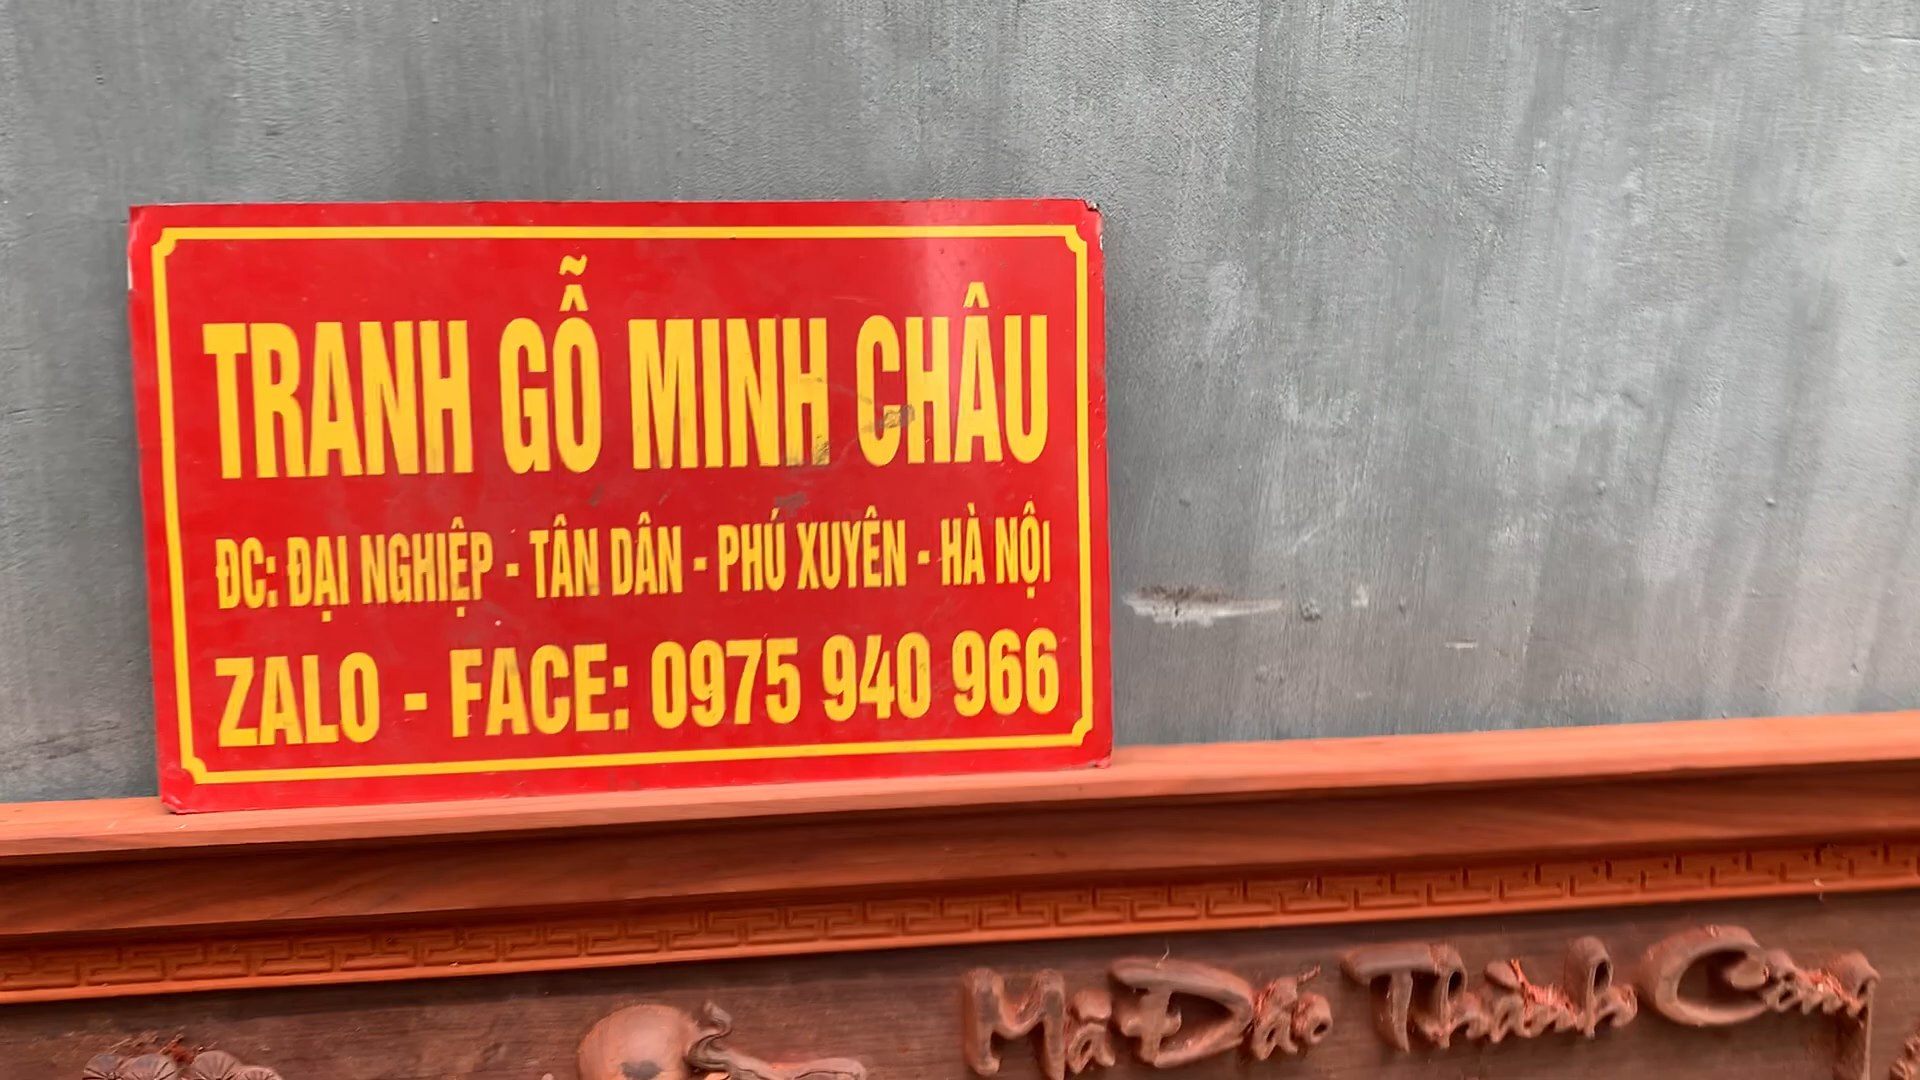 TRANH GỖ MINH CHÂU
ĐC: ĐẠI NGHIỆP - TÂN DÂN - PHÚ XUYÊN - HÀ NỘI
ZALO - FACE: 0975 940 966
Mã Đáo Thành Công